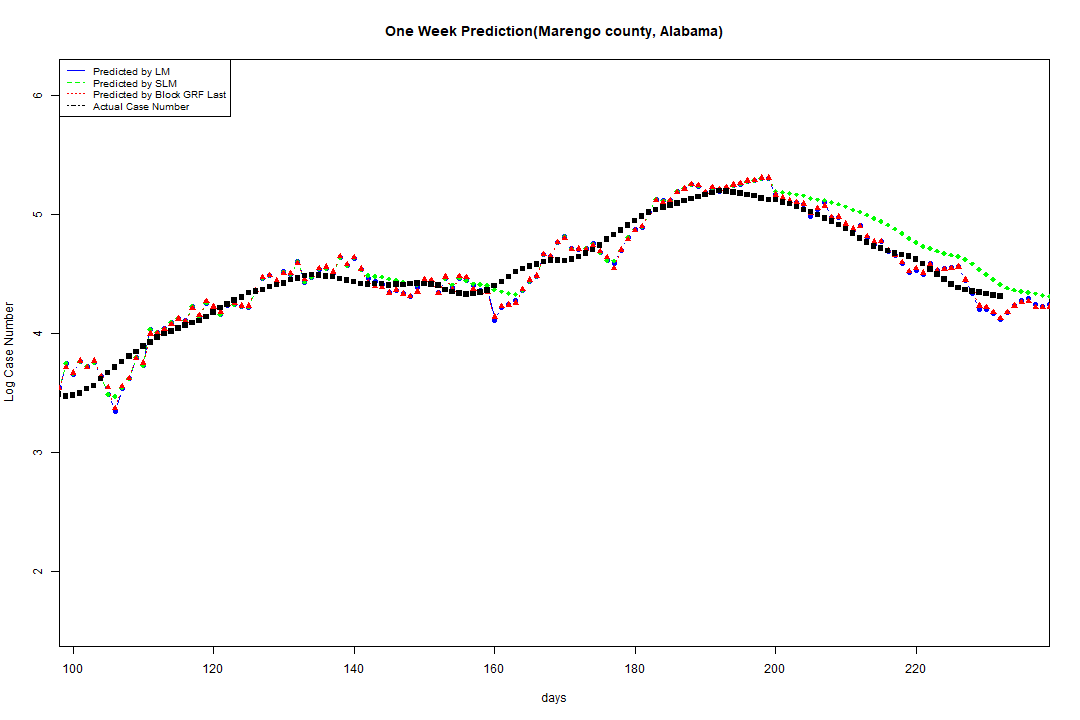 One Week Prediction(Marengo county, Alabama)
Predicted by LM
Predicted by SLM
Predicted by Block GRF Last
Actual Case Number
6
5
4
3
2
Log Case Number
100 120 140 160 180 200 220
days